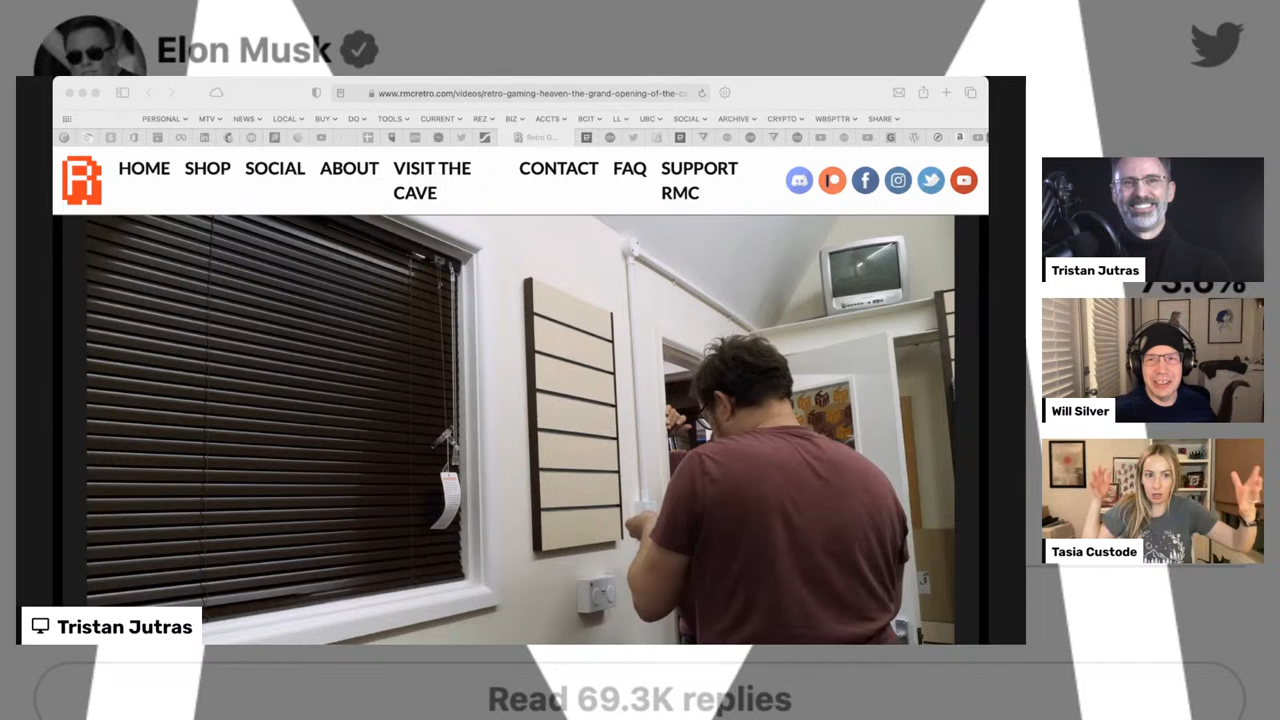 Elon Musk
www.rmcretro.com/videos/retro-gaming-heaven-the-grand-opening-of-the-ca
PERSONAL MTV NEWS LOCAL BUY DO TOOLS CURRENT REZ BIZ ACCTS BCIT LL UBC SOCIAL ARCHIVE CRYPTO WBSPTTR SHARE
Retro G...
HOME SHOP SOCIAL ABOUT VISIT THE CAVE CONTACT FAQ SUPPORT RMC
Tristan Jutras
73.6%
Will Silver
Tasia Custode
Tristan Jutras
Read 69.3K replies